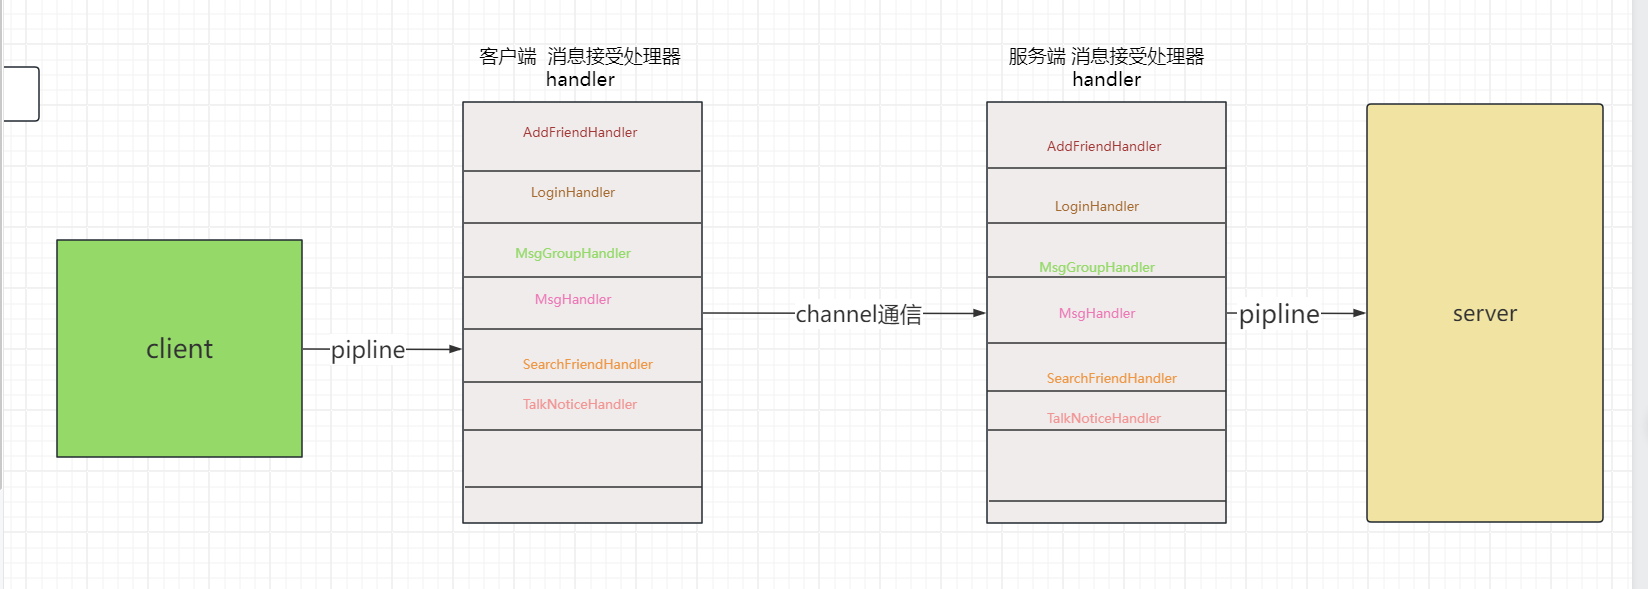 客户端  消息接受处理器
handler
服务端 消息接受处理器
handler
client
pipline
AddFriendHandler
LoginHandler
MsgGroupHandler
MsgHandler
SearchFriendHandler
TalkNoticeHandler
channel通信
AddFriendHandler
LoginHandler
MsgGroupHandler
MsgHandler
SearchFriendHandler
TalkNoticeHandler
pipline
server